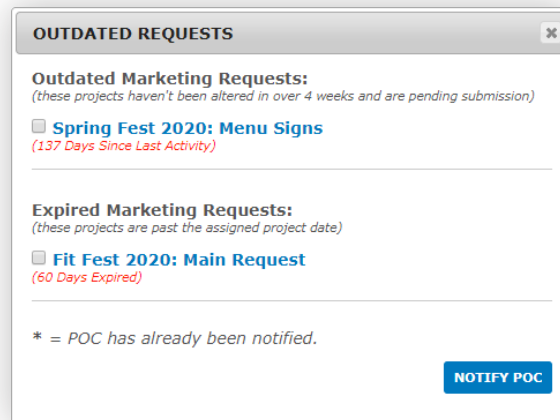 OUTDATED REQUESTS
Outdated Marketing Requests:
(these projects haven't been altered in over 4 weeks and are pending submission)
Spring Fest 2020: Menu Signs
(137 Days Since Last Activity)
Expired Marketing Requests:
(these projects are past the assigned project date)
Fit Fest 2020: Main Request
(60 Days Expired)
* = POC has already been notified.
NOTIFY POC